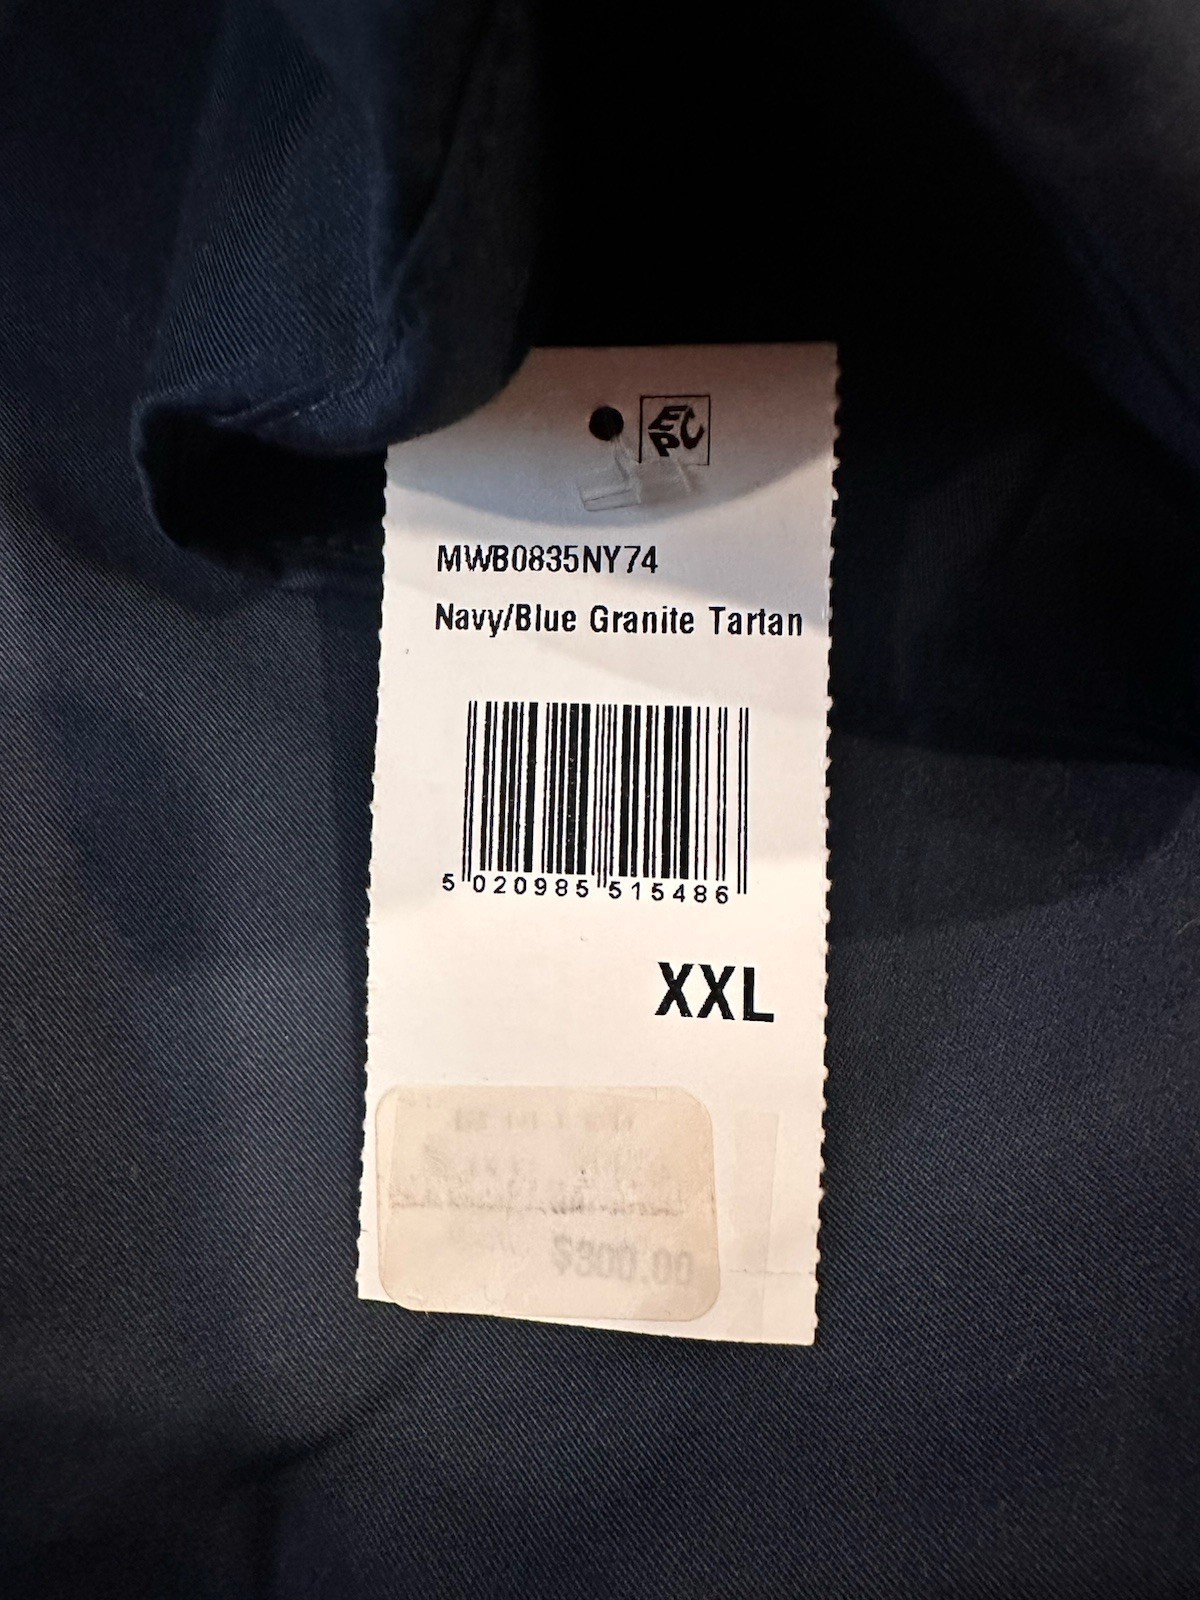 EPC
MWB0835NY74
Navy/Blue Granite Tartan
5 020985 515486
XXL
$300.00